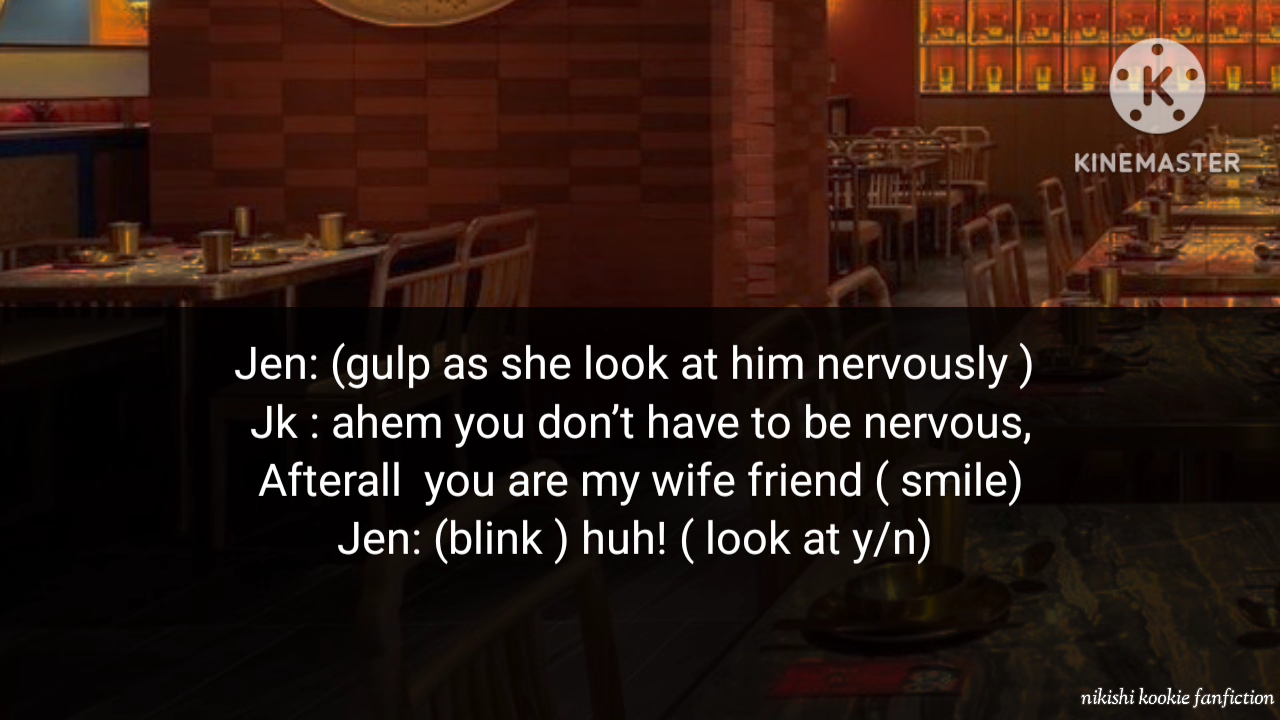 KINEMASTER
Jen: (gulp as she look at him nervously )
Jk : ahem you don’t have to be nervous,
Afterall  you are my wife friend ( smile)
Jen: (blink ) huh! ( look at y/n)
nikishi kookie fanfiction